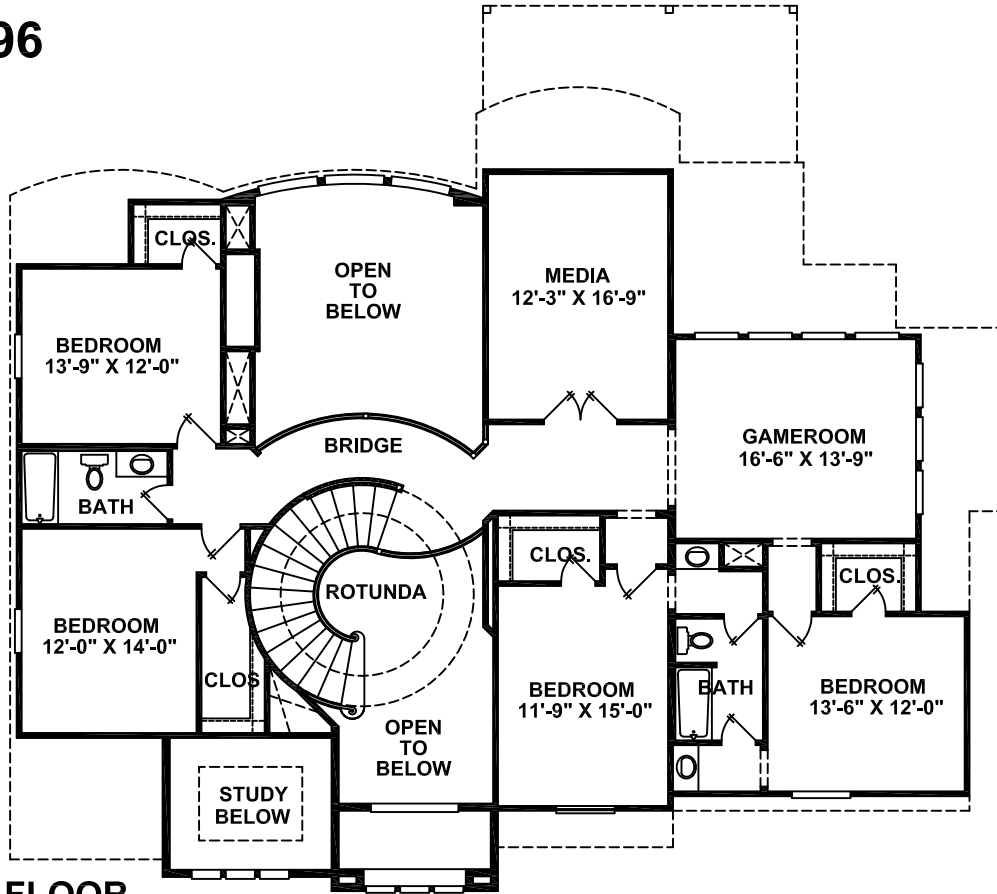 96
CLOS.
OPEN
TO
BELOW
MEDIA
12'-3" X 16'-9"
BEDROOM
13'-9" X 12'-0"
BRIDGE
GAMEROOM
16'-6" X 13'-9"
BATH
CLOS.
CLOS.
ROTUNDA
BEDROOM
12'-0" X 14'-0"
CLOS
BEDROOM
11'-9" X 15'-0"
BATH
BEDROOM
13'-6" X 12'-0"
OPEN
TO
BELOW
STUDY
BELOW
FLOOR